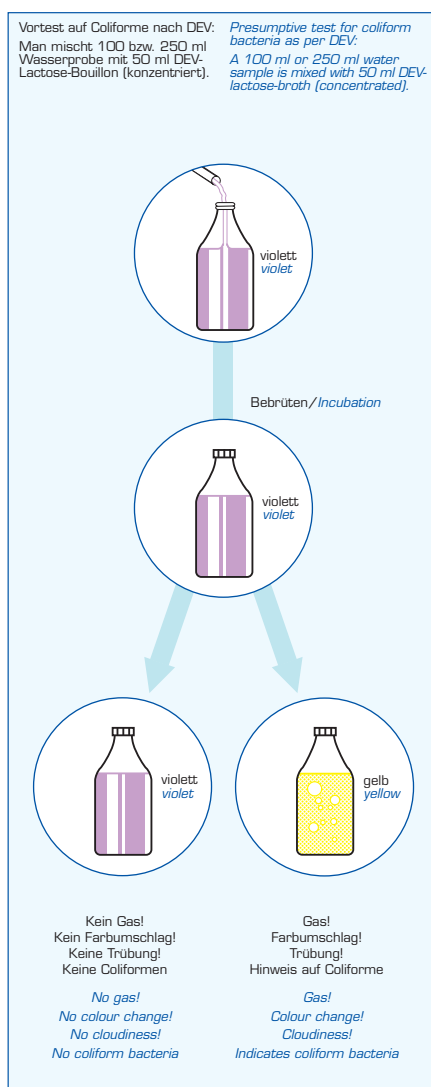 Vortest auf Coliforme nach DEV:
Man mischt 100 bzw. 250 ml
Wasserprobe mit 50 ml DEV-
Lactose-Bouillon (konzentriert).
Presumptive test for coliform
bacteria as per DEV:
A 100 ml or 250 ml water
sample is mixed with 50 ml DEV-
lactose-broth (concentrated).
violett
violet
Bebrüten/Incubation
violett
violet
violett
violet
gelb
yellow
Kein Gas!
Kein Farbumschlag!
Keine Trübung!
Keine Coliformen
No gas!
No colour change!
No cloudiness!
No coliform bacteria
Gas!
Farbumschlag!
Trübung!
Hinweis auf Coliforme
Gas!
Colour change!
Cloudiness!
Indicates coliform bacteria